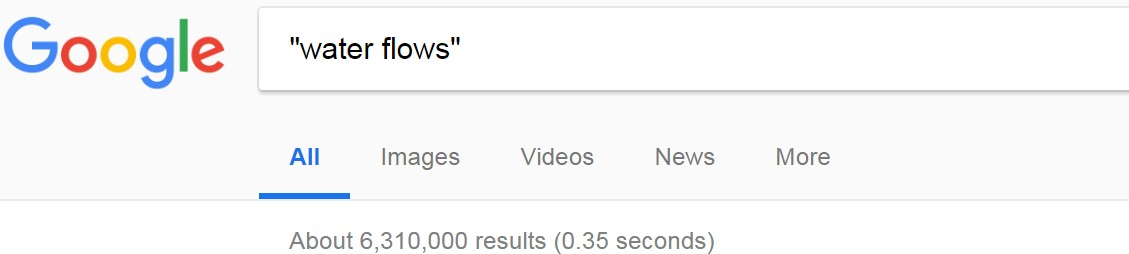 Google
"water flows"
All Images Videos News More
About 6,310,000 results (0.35 seconds)